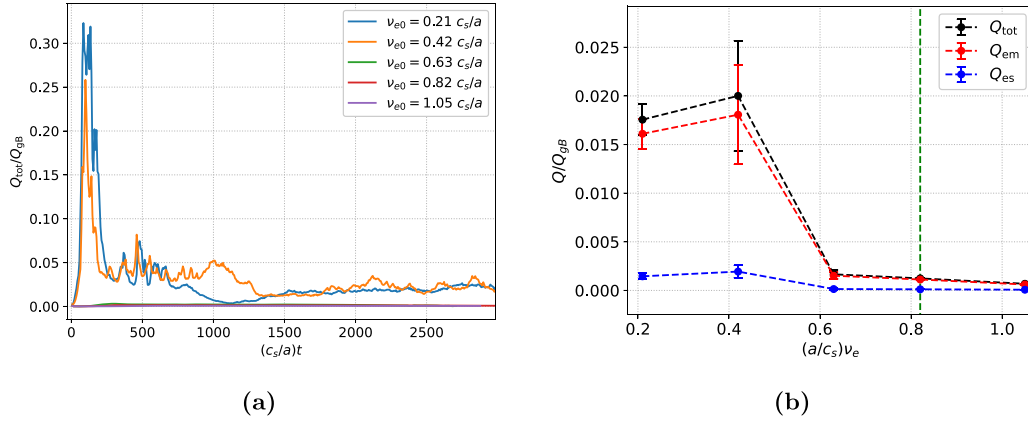 0.30
0.25
0.20
0.15
0.10
0.05
0.00
Q_tot/Q_gB
0
500
1000
1500
2000
2500
(c_s/a)t
ν_e0 = 0.21 c_s/a
ν_e0 = 0.42 c_s/a
ν_e0 = 0.63 c_s/a
ν_e0 = 0.82 c_s/a
ν_e0 = 1.05 c_s/a
(a)
0.025
0.020
0.015
0.010
0.005
0.000
Q/Q_gB
0.2
0.4
0.6
0.8
1.0
(a/c_s)ν_e
Q_tot
Q_em
Q_es
(b)